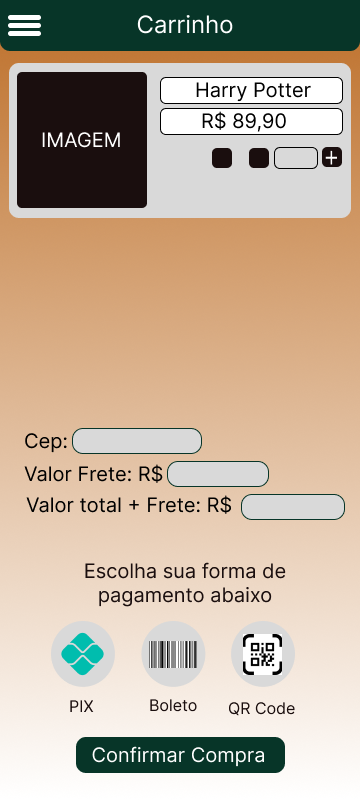 Carrinho
IMAGEM
Harry Potter
R$ 89,90
+
Cep:
Valor Frete: R$
Valor total + Frete: R$
Escolha sua forma de
pagamento abaixo
PIX
Boleto
QR Code
Confirmar Compra